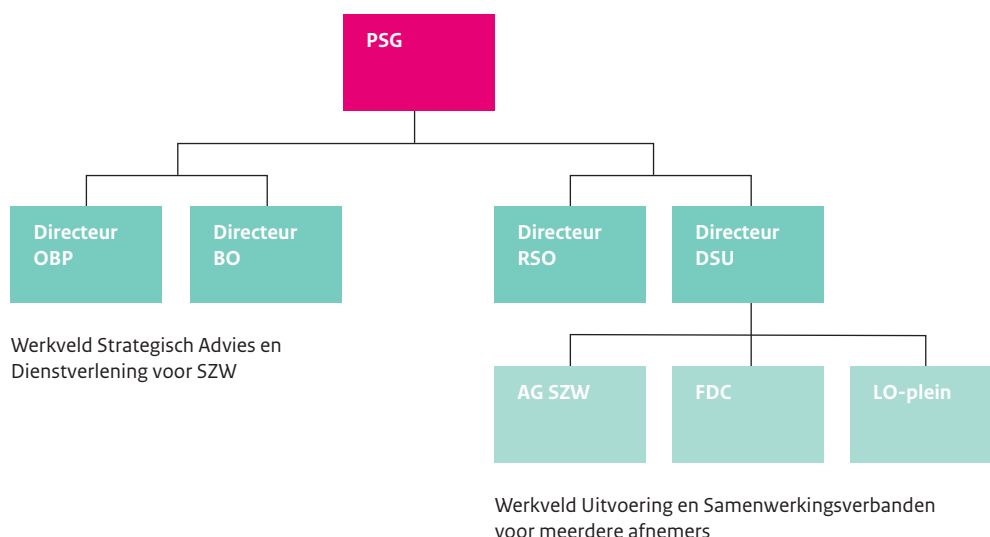 PSG
Directeur
OBP
Directeur
BO
Directeur
RSO
Directeur
DSU
Werkveld Strategisch Advies en
Dienstverlening voor SZW
AG SZW
FDC
LO-plein
Werkveld Uitvoering en Samenwerkingsverbanden
voor meerdere afnemers